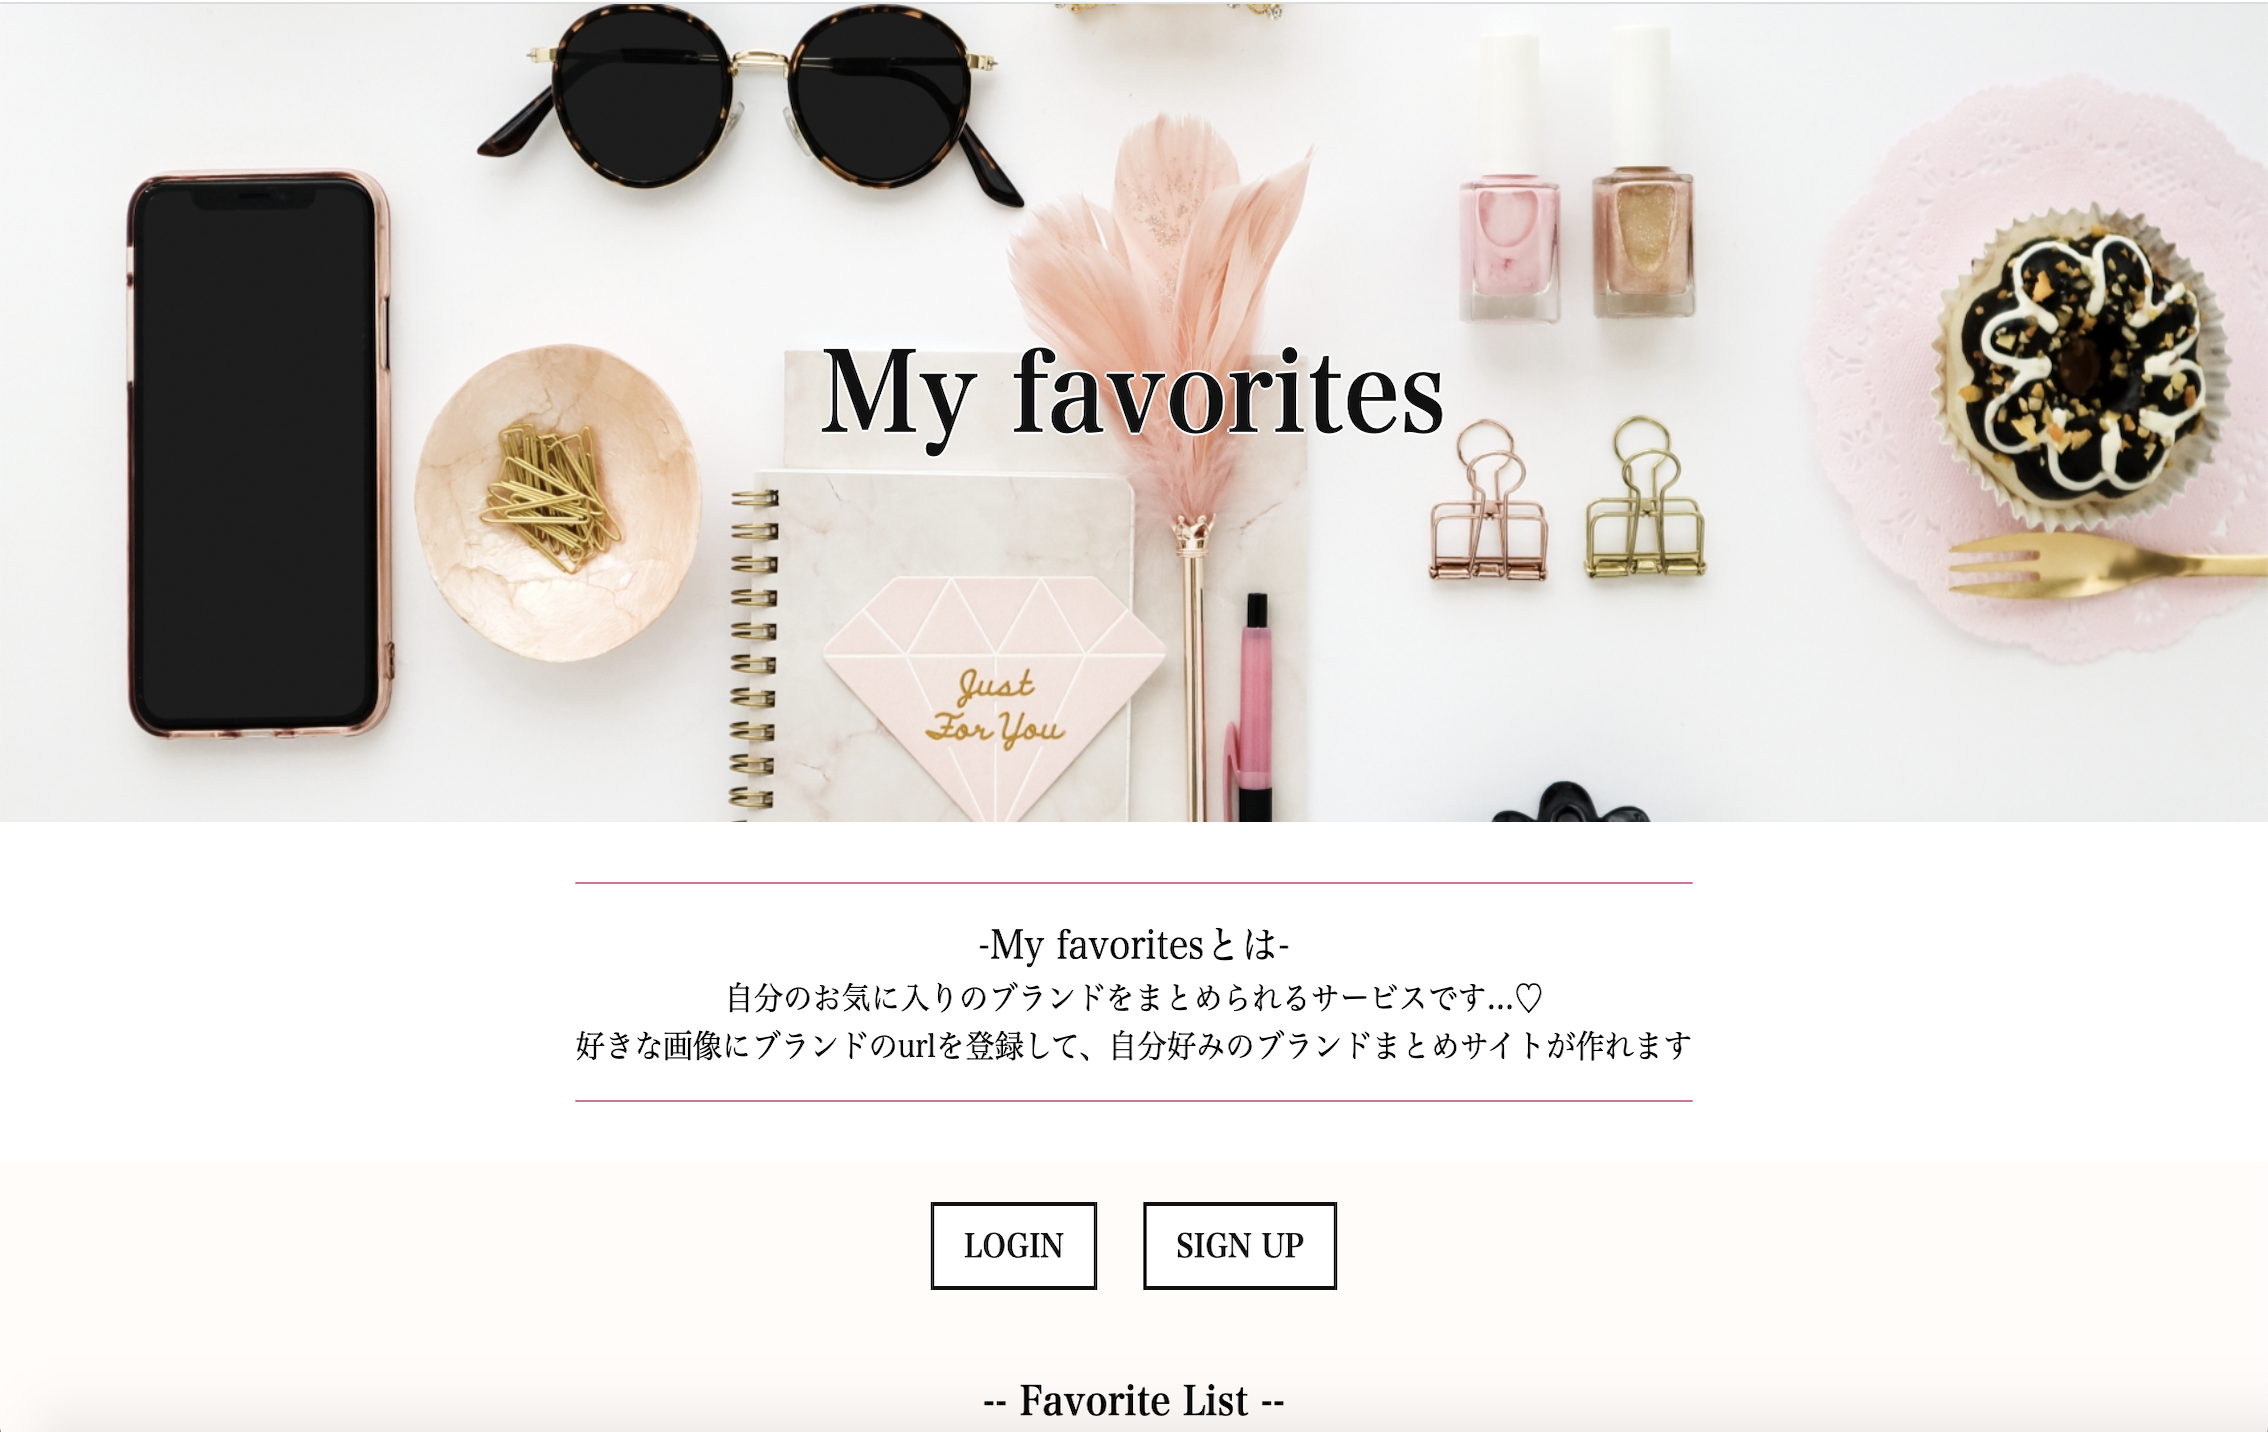 My favorites
Just
For You
-My favoritesとは-
自分のお気に入りのブランドをまとめられるサービスです...♡
好きな画像にブランドのurlを登録して、自分好みのブランドまとめサイトが作れます
LOGIN
SIGN UP
-- Favorite List --